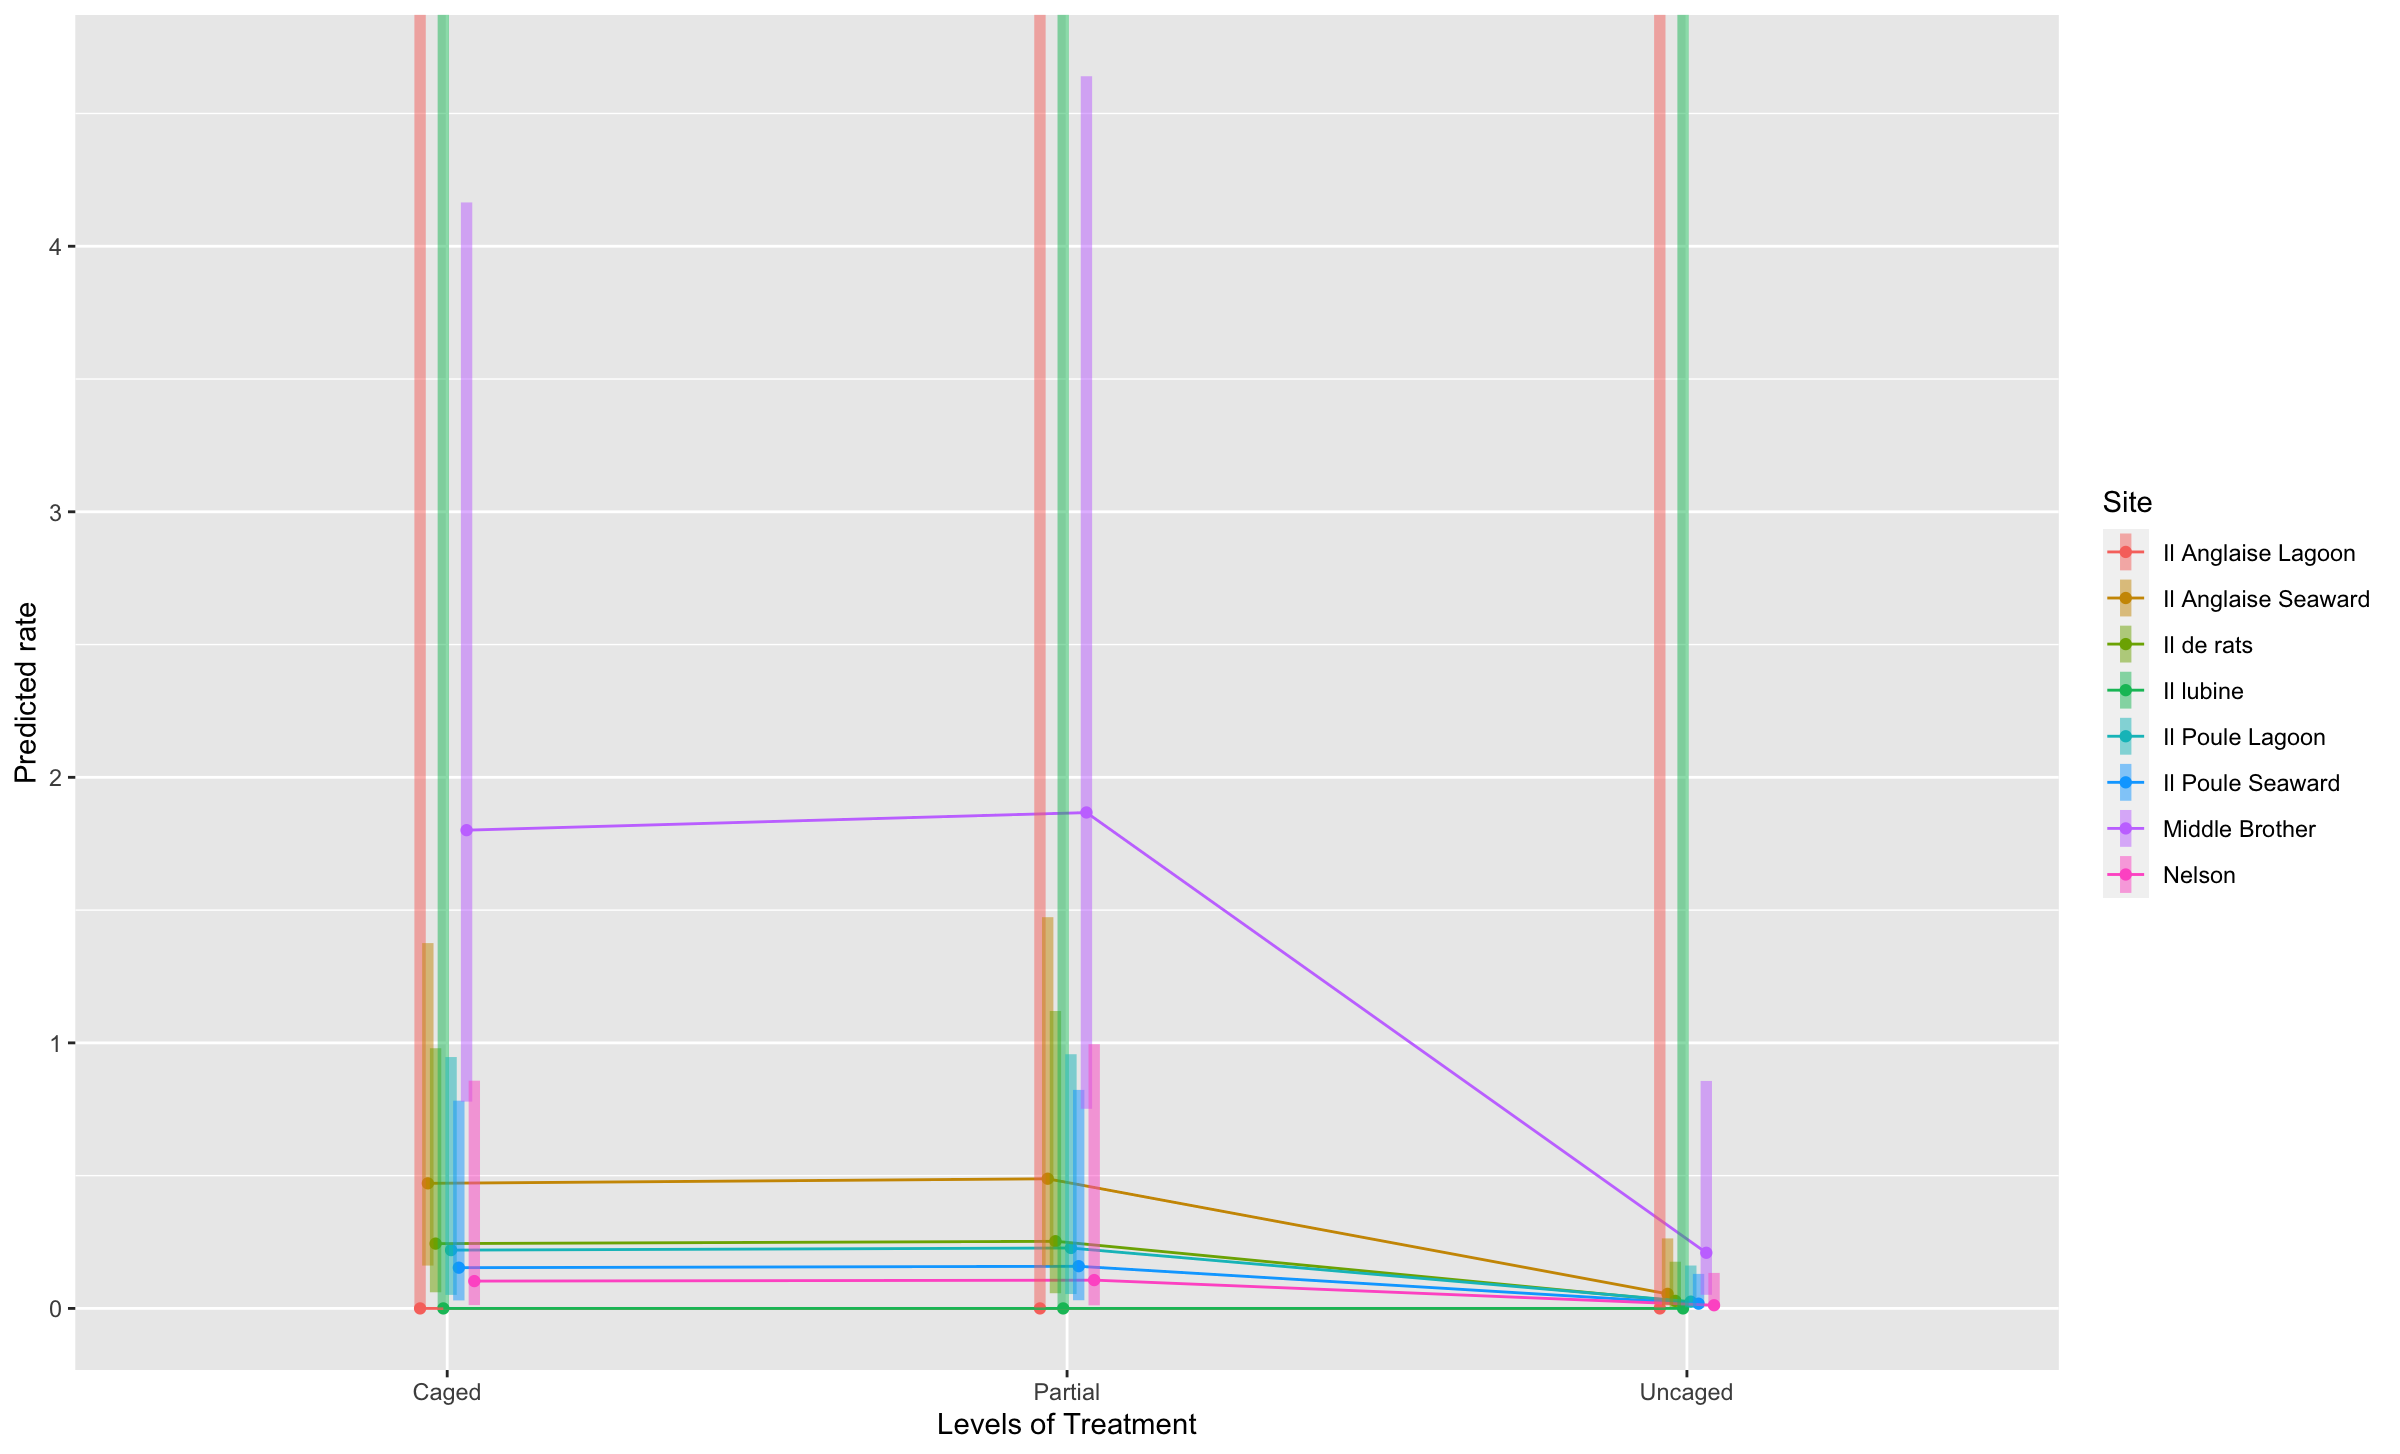 Predicted rate
4
3
2
1
0
Caged
Partial
Uncaged
Levels of Treatment
Site
Il Anglaise Lagoon
Il Anglaise Seaward
Il de rats
Il lubine
Il Poule Lagoon
Il Poule Seaward
Middle Brother
Nelson